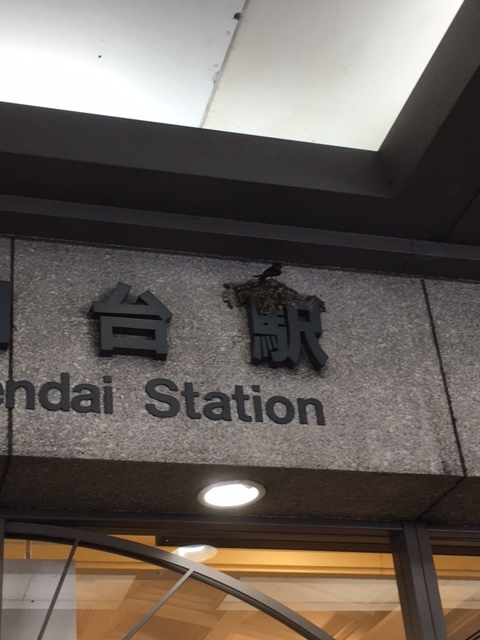 台駅
endai Station